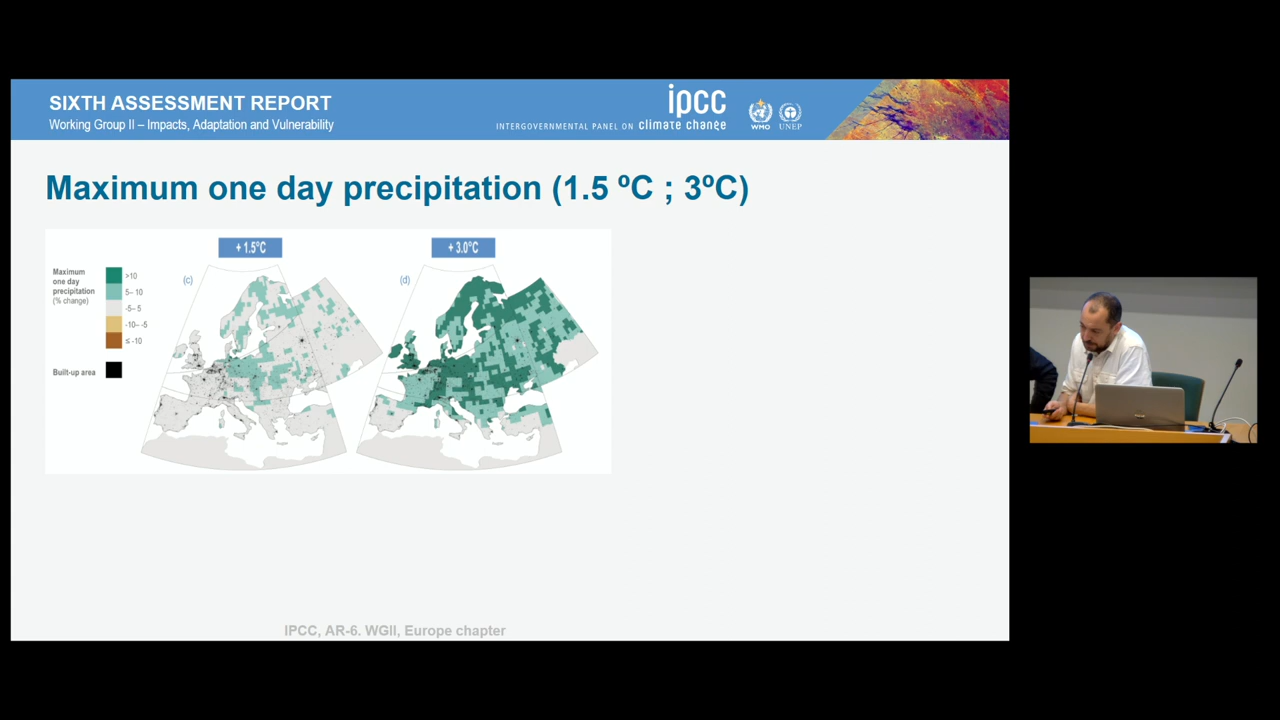 SIXTH ASSESSMENT REPORT
Working Group II – Impacts, Adaptation and Vulnerability
ipcc
INTERGOVERNMENTAL PANEL ON climate change
WMO
UNEP
Maximum one day precipitation (1.5 ºC ; 3ºC)
+ 1.5°C
+ 3.0°C
Maximum
one day
precipitation
(% change)
>10
5– 10
-5– 5
-10– -5
≤ -10
Built-up area
(c)
(d)
IPCC, AR-6. WGII, Europe chapter